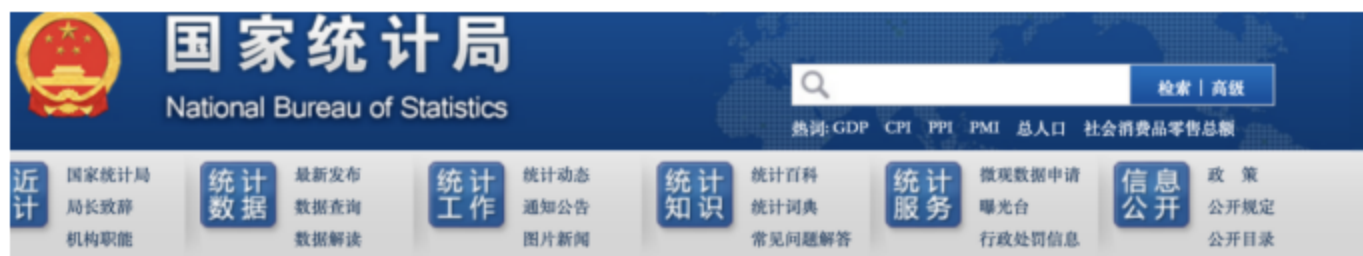 国家统计局
National Bureau of Statistics
检索 | 高级
热词: GDP CPI PPI PMI 总人口 社会消费品零售总额
近
计
国家统计局
局长致辞
机构职能
统计
数据
最新发布
数据查询
数据解读
统计
工作
统计动态
通知公告
图片新闻
统计
知识
统计百科
统计词典
常见问题解答
统计
服务
微观数据申请
曝光台
行政处罚信息
信息
公开
政 策
公开规定
公开目录